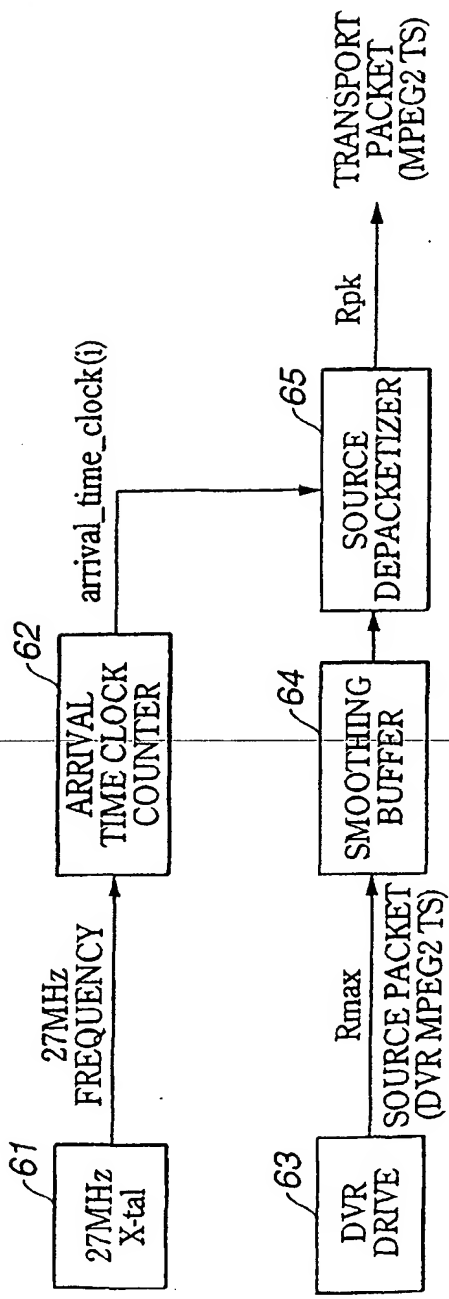 61
27MHz
X-tal
27MHz
FREQUENCY
62
ARRIVAL
TIME CLOCK
COUNTER
arrival_time_clock(i)
63
DVR
DRIVE
Rmax
SOURCE PACKET
(DVR MPEG2 TS)
64
SMOOTHING
BUFFER
65
SOURCE
DEPACKETIZER
Rpk
TRANSPORT
PACKET
(MPEG2 TS)